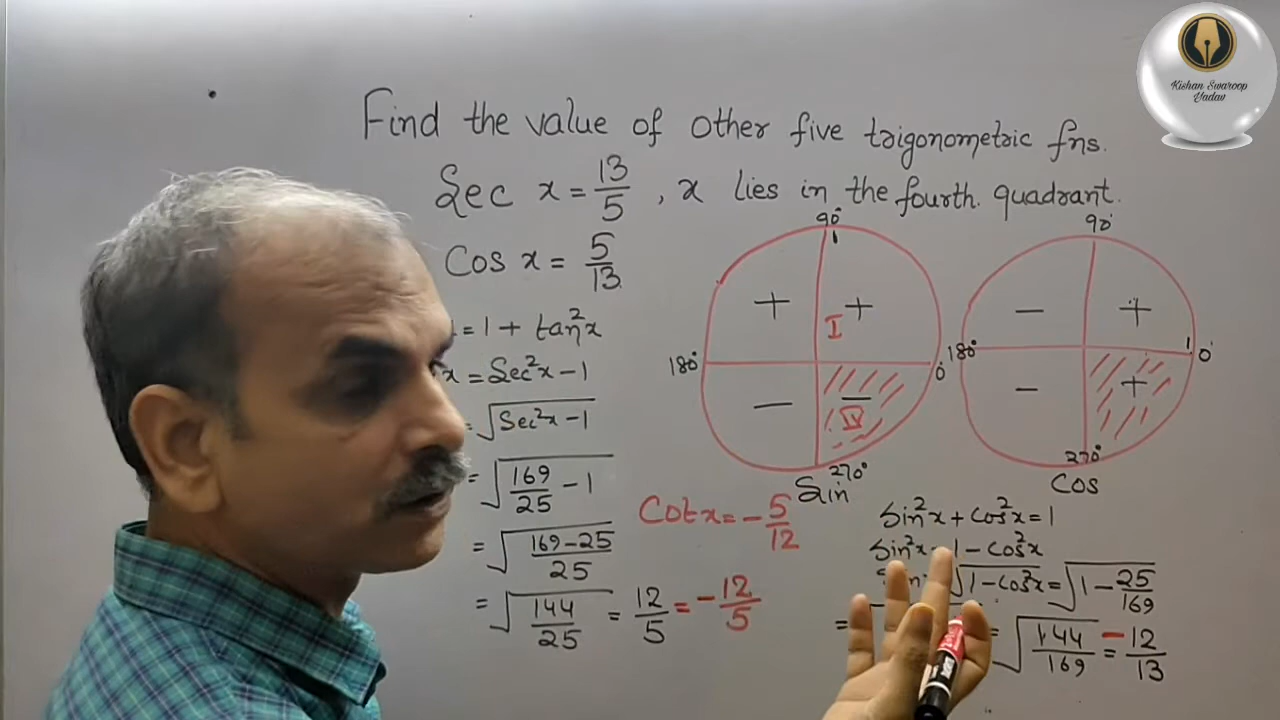 Kishan Swaroop
Yadav
Find the value of other five trigonometric fns.
Sec x = 13/5 , x lies in the fourth quadrant.
Cos x = 5/13
= 1 + tan²x
x = Sec²x - 1
= √(Sec²x - 1)
= √(169/25 - 1)
= √((169-25)/25)
= √(144/25) = 12/5 = -12/5
Cot x = -5/12
90°
1
+ +
I
180°
0°
- -
IV
270°
Sin
90°
- +
180°
1 0°
- +
270°
Cos
Sin²x + Cos²x = 1
Sin²x = 1 - Cos²x
√(1 - Cos²x) = √(1 - 25/169)
=
= √(144/169) = -12/13